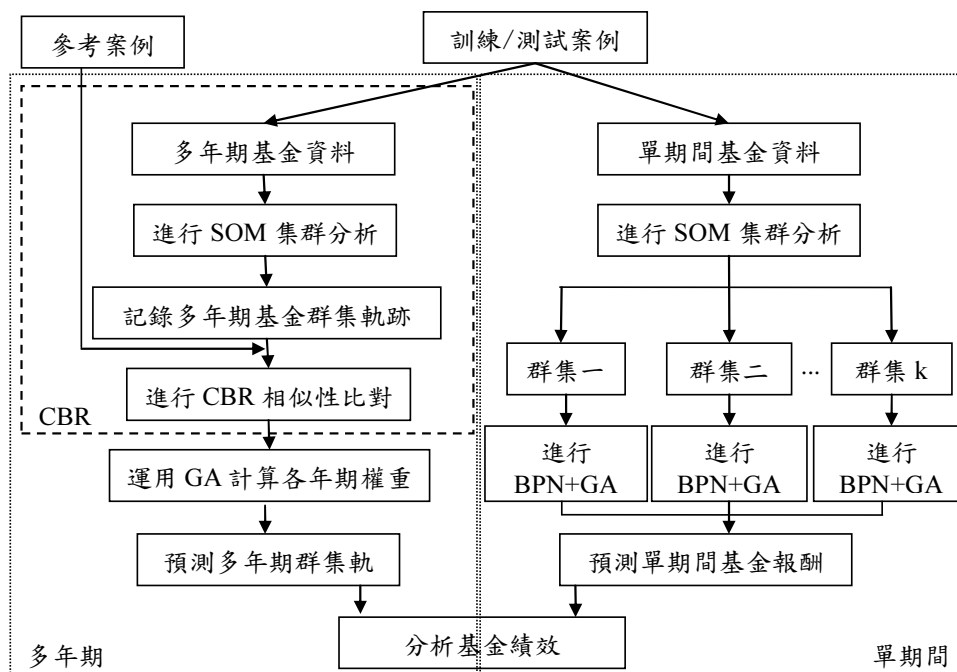 參考案例
訓練/測試案例
多年期基金資料
單期間基金資料
進行 SOM 集群分析
進行 SOM 集群分析
記錄多年期基金群集軌跡
群集一
群集二
...
群集 k
進行 CBR 相似性比對
CBR
進行
BPN+GA
進行
BPN+GA
進行
BPN+GA
運用 GA 計算各年期權重
預測多年期群集軌
預測單期間基金報酬
分析基金績效
多年期
單期間